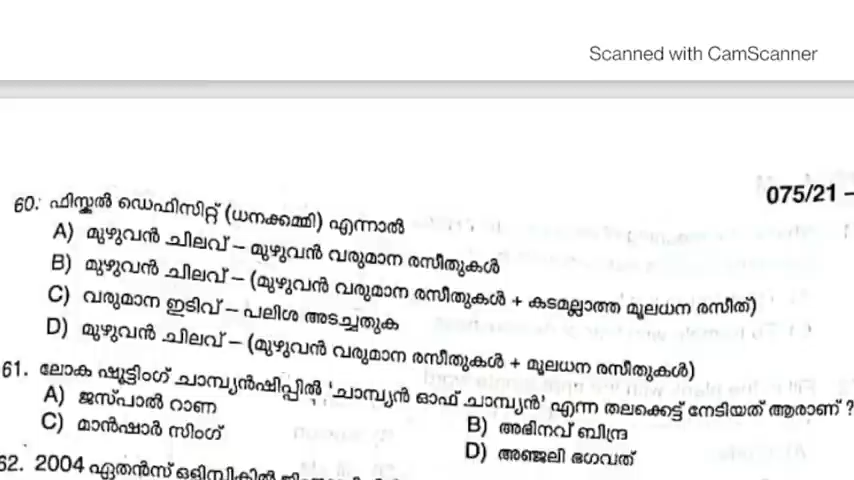 Scanned with CamScanner
075/21 –
60. ഫിസ്കൽ ഡെഫിസിറ്റ് (ധനക്കമ്മി) എന്നാൽ
A) മുഴുവൻ ചിലവ് – മുഴുവൻ വരുമാന രസീതുകൾ
B) മുഴുവൻ ചിലവ് – (മുഴുവൻ വരുമാന രസീതുകൾ + കടമല്ലാത്ത മൂലധന രസീത്)
C) വരുമാന ഇടിവ് – പലിശ അടച്ചതുക
D) മുഴുവൻ ചിലവ് – (മുഴുവൻ വരുമാന രസീതുകൾ + മൂലധന രസീതുകൾ)
61. ലോക ഷൂട്ടിംഗ് ചാമ്പ്യൻഷിപ്പിൽ 'ചാമ്പ്യൻ ഓഫ് ചാമ്പ്യൻ' എന്ന തലക്കെട്ട് നേടിയത് ആരാണ് ?
A) ജസ്പാൽ റാണ
B) അഭിനവ് ബിന്ദ്ര
C) മാൻഷാർ സിംഗ്
D) അഞ്ജലി ഭഗവത്
62. 2004 ഏതൻസ് ഒളിമ്പികിൽ